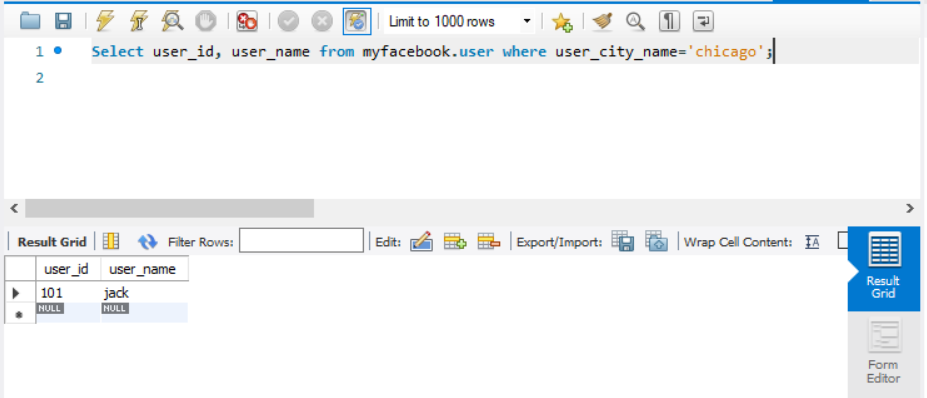 Limit to 1000 rows
1 Select user_id, user_name from myfacebook.user where user_city_name='chicago';
2
Result Grid Filter Rows: Edit: Export/Import: Wrap Cell Content: IA
user_id user_name
101 jack
NULL NULL
Result
Grid
Form
Editor